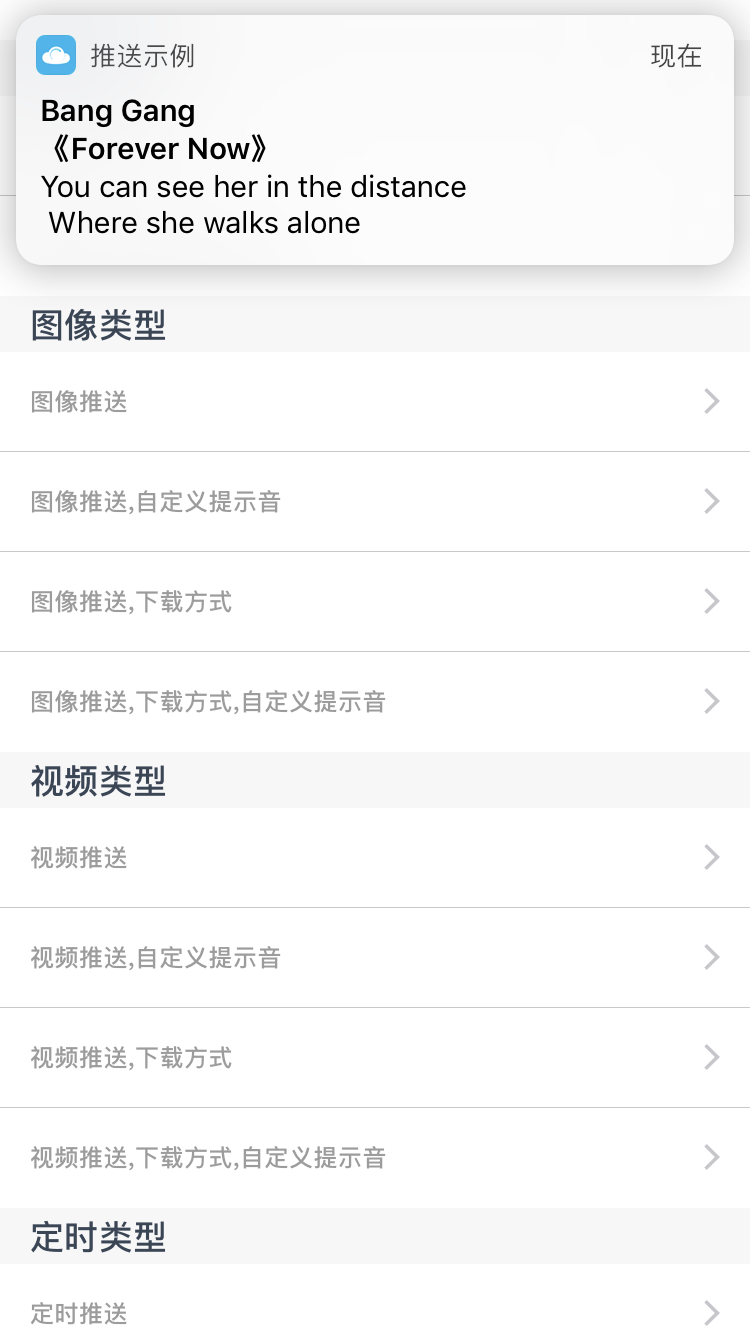 推送示例
现在
Bang Gang
《Forever Now》
You can see her in the distance
Where she walks alone
图像类型
图像推送
图像推送,自定义提示音
图像推送,下载方式
图像推送,下载方式,自定义提示音
视频类型
视频推送
视频推送,自定义提示音
视频推送,下载方式
视频推送,下载方式,自定义提示音
定时类型
定时推送